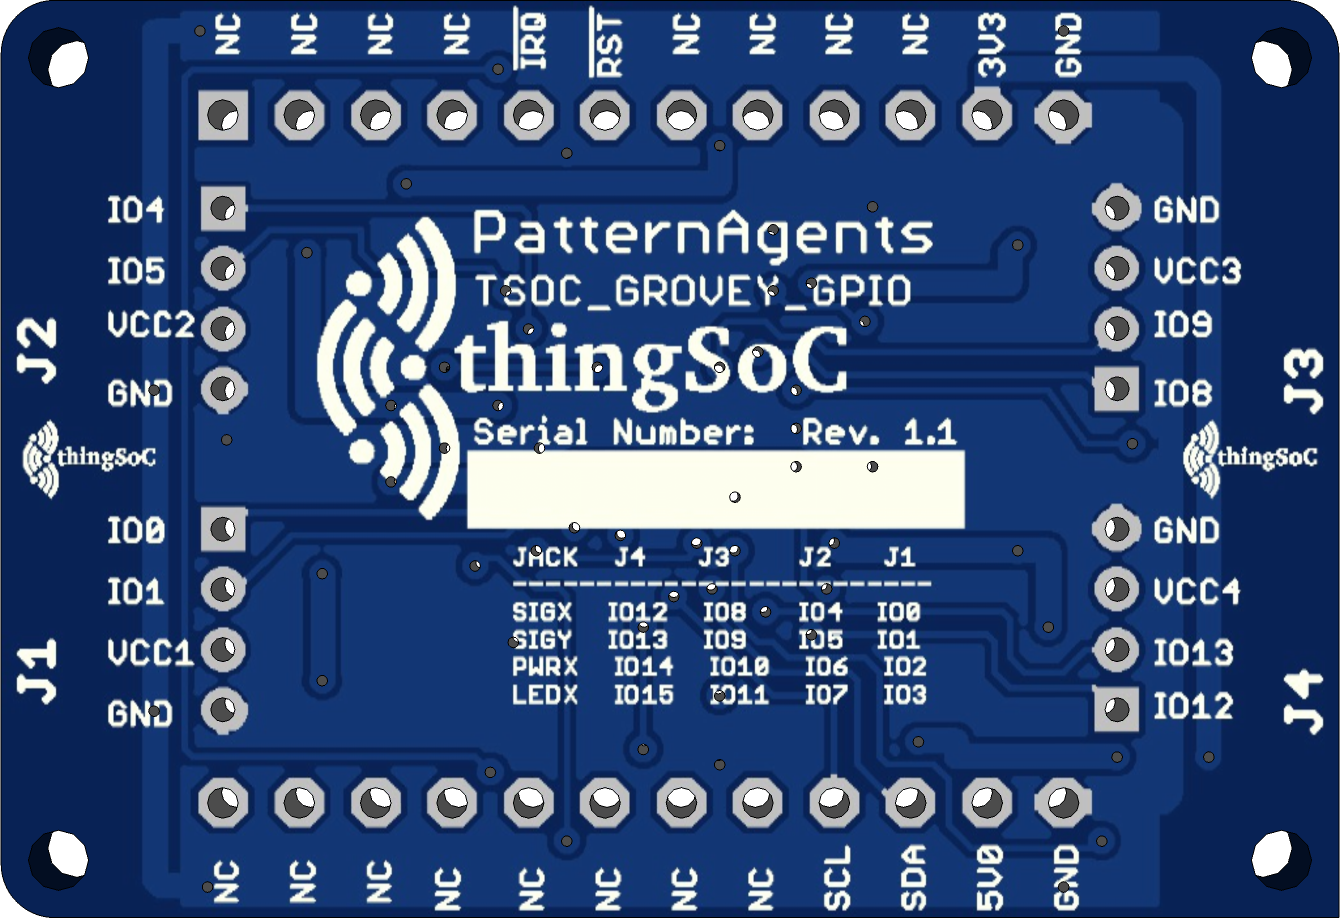 NC NC NC NC IRQ RST NC NC NC NC 3V3 GND
IO4
IO5
VCC2
GND
J2
thingSoC
IO0
IO1
VCC1
GND
J1
PatternAgents
TSOC_GROVEY_GPIO
thingSoC
Serial Number: Rev. 1.1
JACK J4 J3 J2 J1
--------------------------------
SIGX IO12 IO8 IO4 IO0
SIGY IO13 IO9 IO5 IO1
PWRX IO14 IO10 IO6 IO2
LEDX IO15 IO11 IO7 IO3
GND
VCC3
IO9
IO8
J3
thingSoC
GND
VCC4
IO13
IO12
J4
NC NC NC NC NC NC NC NC SCL SDA 5V0 GND